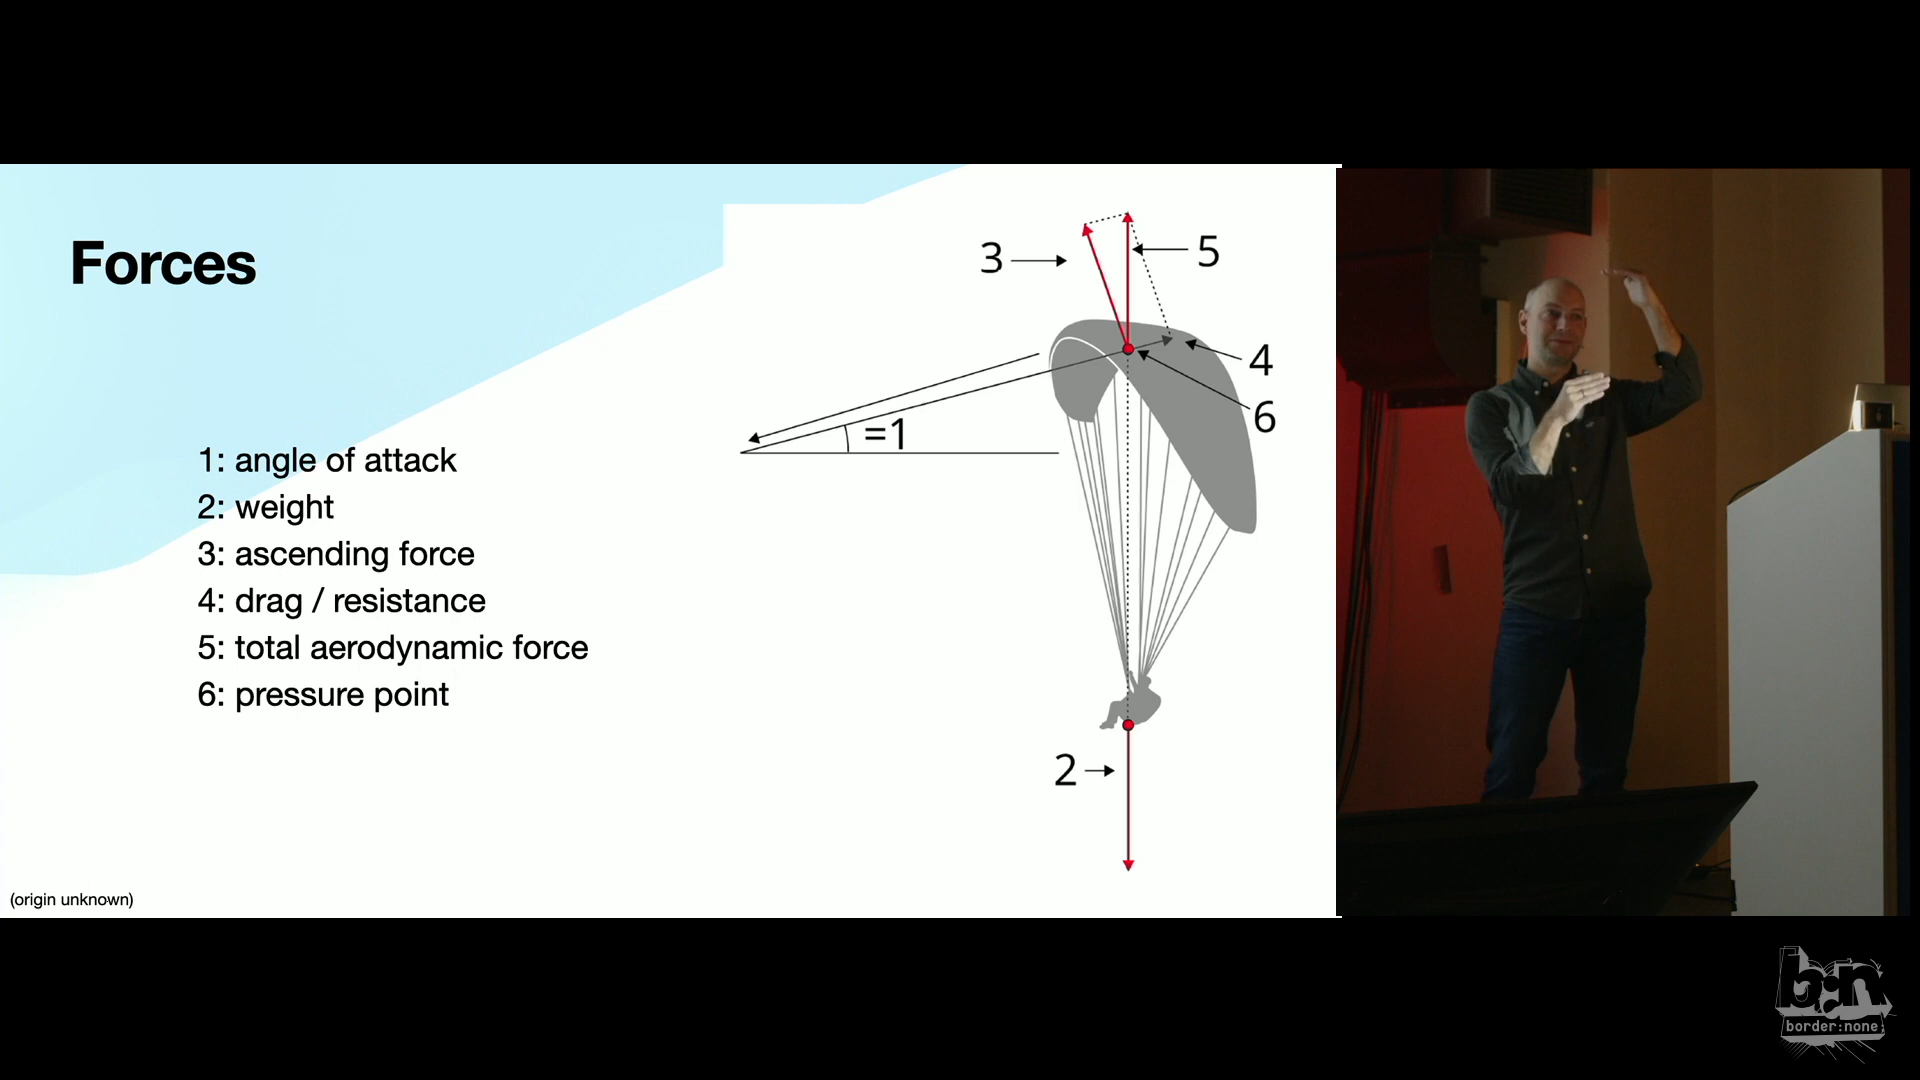 Forces
1: angle of attack
2: weight
3: ascending force
4: drag / resistance
5: total aerodynamic force
6: pressure point
3
5
4
6
=1
2
(origin unknown)
b:n
border:none;